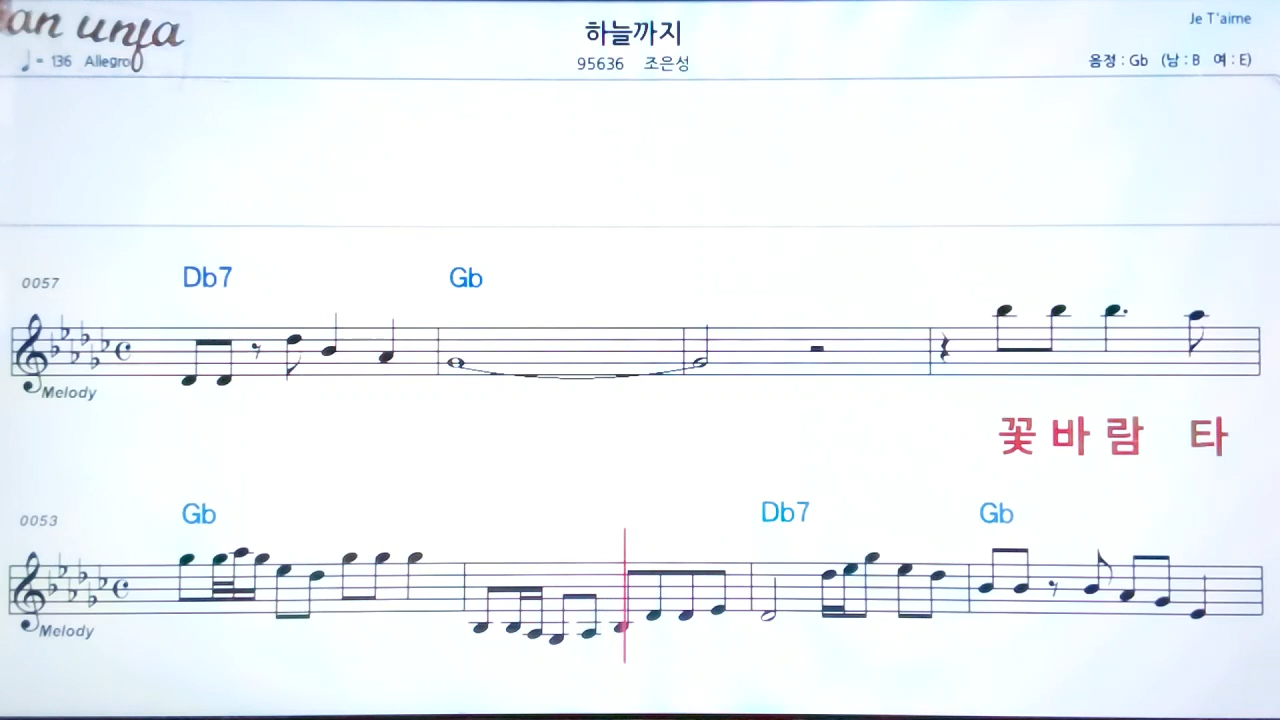 an unfa
하늘까지
Je T'aime
♩ = 136 Allegro
95636 조은성
음정 : Gb (남 : B 여 : E)
0057
Db7 Gb
Melody
꽃 바 람 타
0053
Gb Db7 Gb
Melody